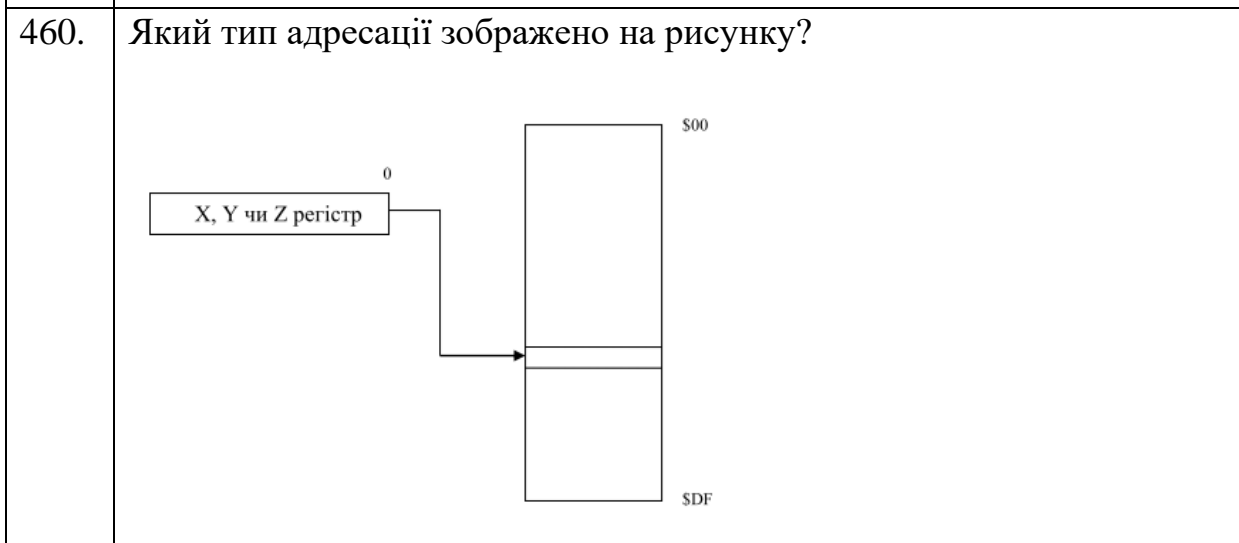 460.
Який тип адресації зображено на рисунку?
$00
0
X, Y чи Z регістр
$DF